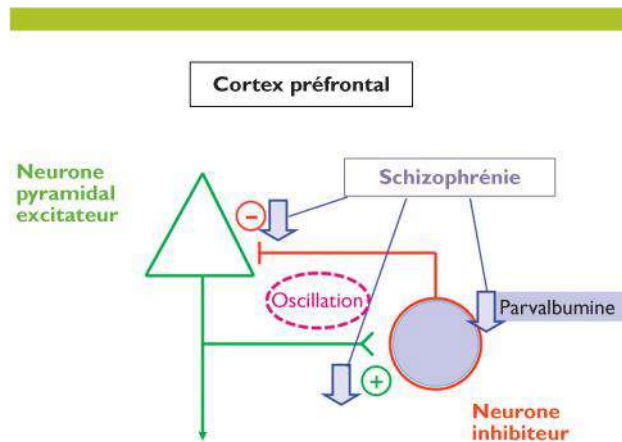 Cortex préfrontal
Neurone
pyramidal
excitateur
Schizophrénie
−
Oscillation
Parvalbumine
+
Neurone
inhibiteur